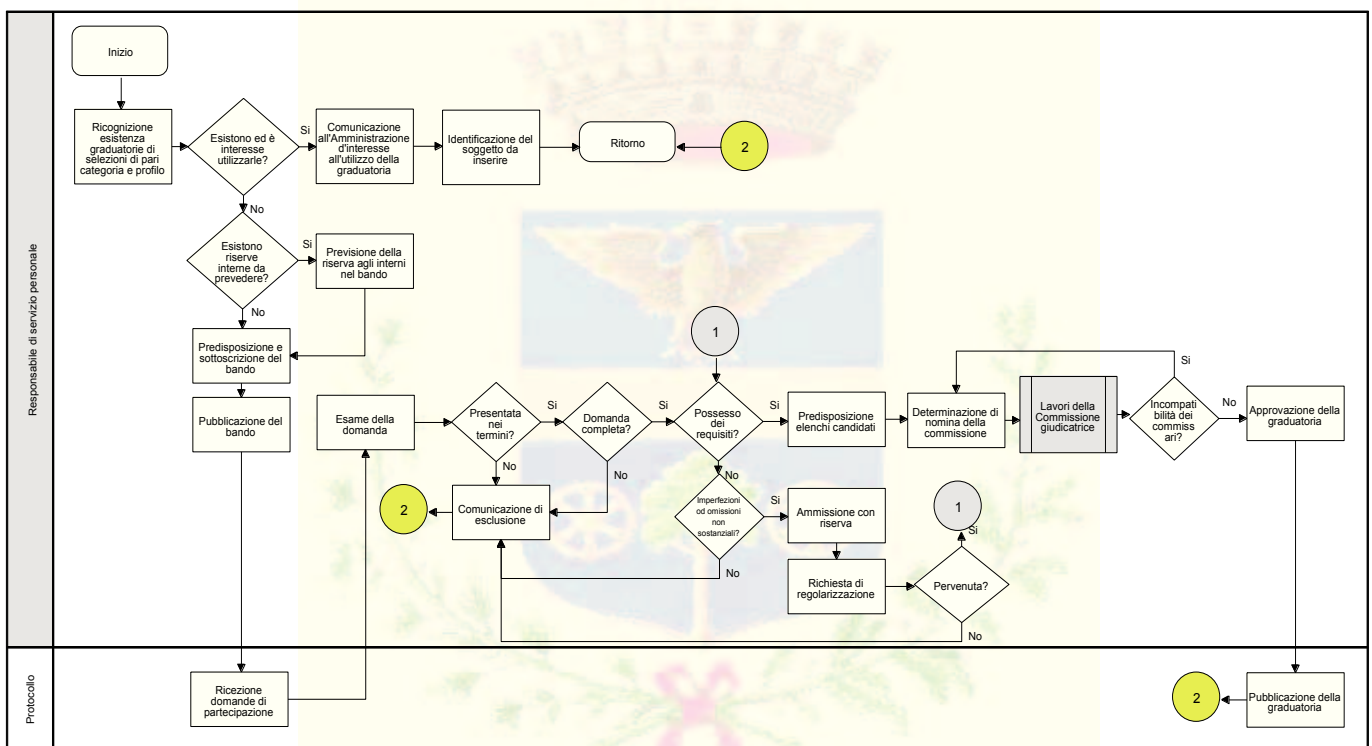 Responsabile di servizio personale
Inizio
Ricognizione
esistenza
graduatorie di
selezioni di pari
categoria e profilo
Esistono ed è
interesse
utilizzarle?
Si
No
Comunicazione
all'Amministrazione
d'interesse
all'utilizzo della
graduatoria
Identificazione del
soggetto da
inserire
Ritorno
2
Esistono
riserve
interne da
prevedere?
Si
No
Previsione della
riserva agli interni
nel bando
Predisposizione e
sottoscrizione del
bando
Pubblicazione del
bando
Esame della
domanda
Presentata
nei
termini?
Si
No
Domanda
completa?
Si
No
1
Possesso
dei
requisiti?
Si
No
Predisposizione
elenchi candidati
Determinazione di
nomina della
commissione
Lavori della
Commissione
giudicatrice
Incompati
bilità dei
commiss
ari?
Si
No
Approvazione della
graduatoria
2
Comunicazione di
esclusione
Imperfezioni
od omissioni
non
sostanziali?
Si
No
Ammissione con
riserva
Richiesta di
regolarizzazione
Pervenuta?
Si
No
1
Protocollo
Ricezione
domande di
partecipazione
2
Pubblicazione della
graduatoria